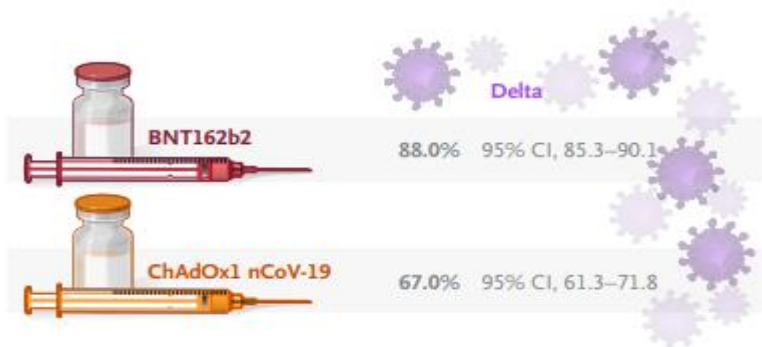 Delta
BNT162b2
88.0% 95% CI, 85.3–90.1
ChAdOx1 nCoV-19
67.0% 95% CI, 61.3–71.8